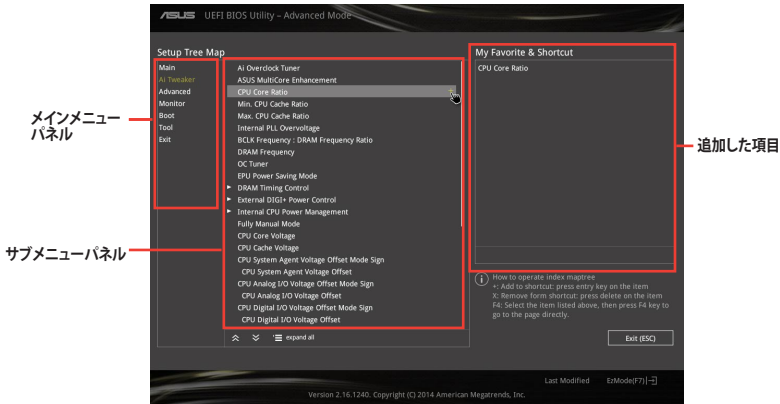 ASUS UEFI BIOS Utility – Advanced Mode
Setup Tree Map
Main
Ai Tweaker
Advanced
Monitor
Boot
Tool
Exit
Ai Overclock Tuner
ASUS MultiCore Enhancement
CPU Core Ratio
Min. CPU Cache Ratio
Max. CPU Cache Ratio
Internal PLL Overvoltage
BCLK Frequency : DRAM Frequency Ratio
DRAM Frequency
OC Tuner
EPU Power Saving Mode
DRAM Timing Control
External DIGI+ Power Control
Internal CPU Power Management
Fully Manual Mode
CPU Core Voltage
CPU Cache Voltage
CPU System Agent Voltage Offset Mode Sign
CPU System Agent Voltage Offset
CPU Analog I/O Voltage Offset Mode Sign
CPU Analog I/O Voltage Offset
CPU Digital I/O Voltage Offset Mode Sign
CPU Digital I/O Voltage Offset
expand all
My Favorite & Shortcut
CPU Core Ratio
How to operate index maptree
+: Add to shortcut: press entry key on the item
X: Remove form shortcut: press delete on the item
F4: Select the item listed above, then press F4 key to
go to the page directly.
Exit (ESC)
Last Modified
EzMode(F7)
Version 2.16.1240. Copyright (C) 2014 American Megatrends, Inc.
メインメニュー
パネル
サブメニューパネル
追加した項目